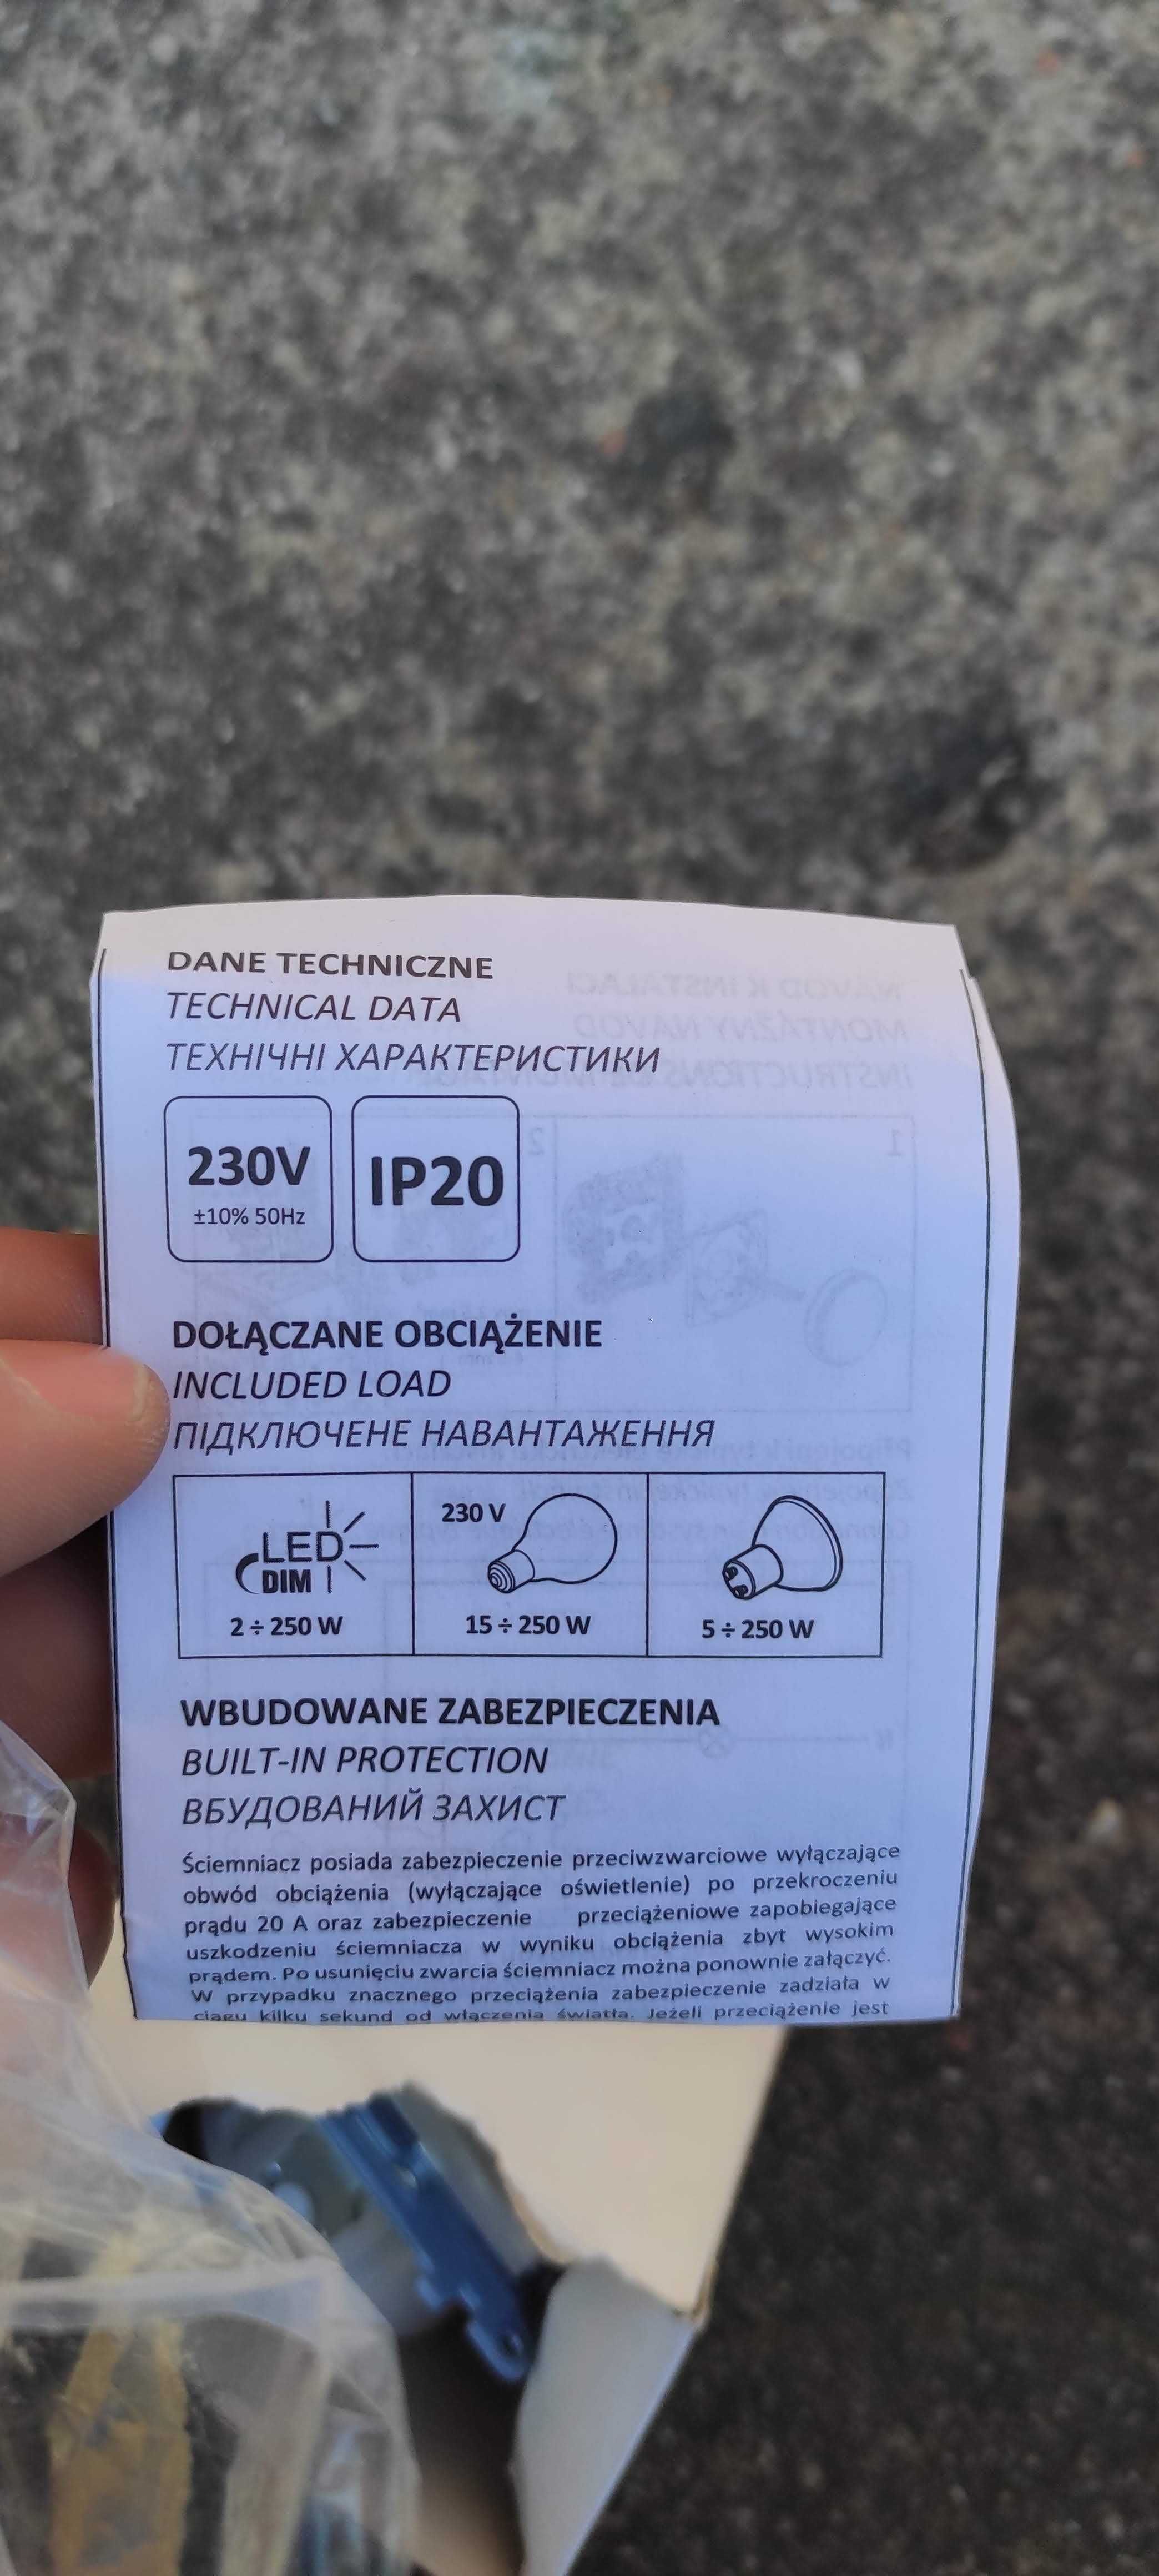 DANE TECHNICZNE
TECHNICAL DATA
ТЕХНІЧНІ ХАРАКТЕРИСТИКИ
230V
±10% 50Hz
IP20
DOŁĄCZANE OBCIĄŻENIE
INCLUDED LOAD
ПІДКЛЮЧЕНЕ НАВАНТАЖЕННЯ
LED
DIM
2 ÷ 250 W
230 V
15 ÷ 250 W
5 ÷ 250 W
WBUDOWANE ZABEZPIECZENIA
BUILT-IN PROTECTION
ВБУДОВАНИЙ ЗАХИСТ
Ściemniacz posiada zabezpieczenie przeciwzwarciowe wyłączające
obwód obciążenia (wyłączające oświetlenie) po przekroczeniu
prądu 20 A oraz zabezpieczenie przeciążeniowe zapobiegające
uszkodzeniu ściemniacza w wyniku obciążenia zbyt wysokim
prądem. Po usunięciu zwarcia ściemniacz można ponownie załączyć.
W przypadku znacznego przeciążenia zabezpieczenie zadziała w
ciągu kilku sekund od włączenia światła. Jeżeli przeciążenie jest